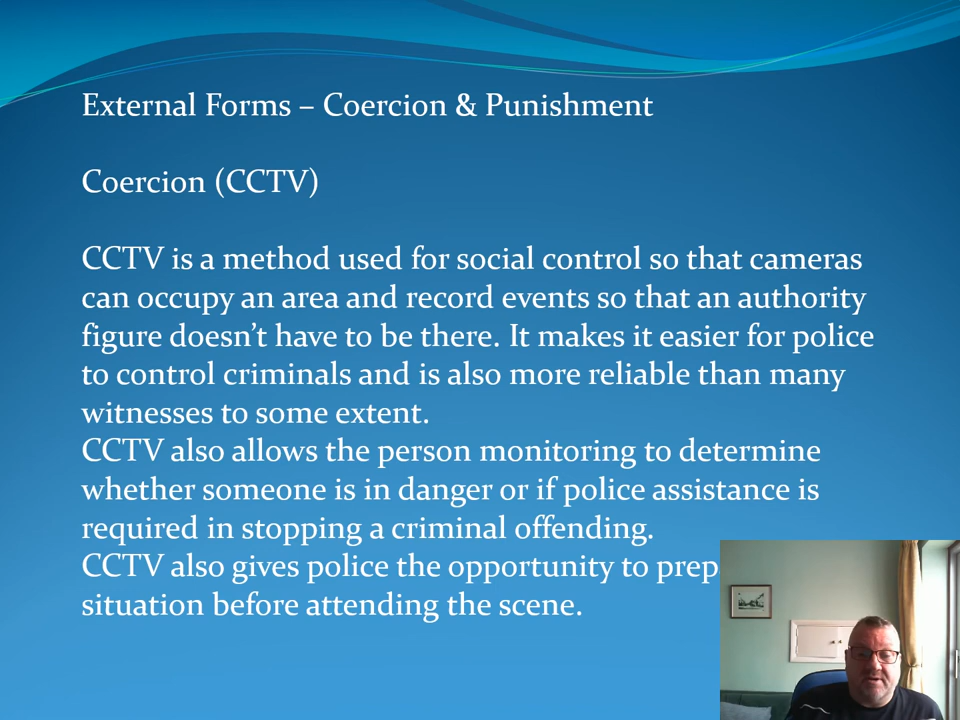 External Forms – Coercion & Punishment
Coercion (CCTV)
CCTV is a method used for social control so that cameras
can occupy an area and record events so that an authority
figure doesn’t have to be there. It makes it easier for police
to control criminals and is also more reliable than many
witnesses to some extent.
CCTV also allows the person monitoring to determine
whether someone is in danger or if police assistance is
required in stopping a criminal offending.
CCTV also gives police the opportunity to prep
situation before attending the scene.